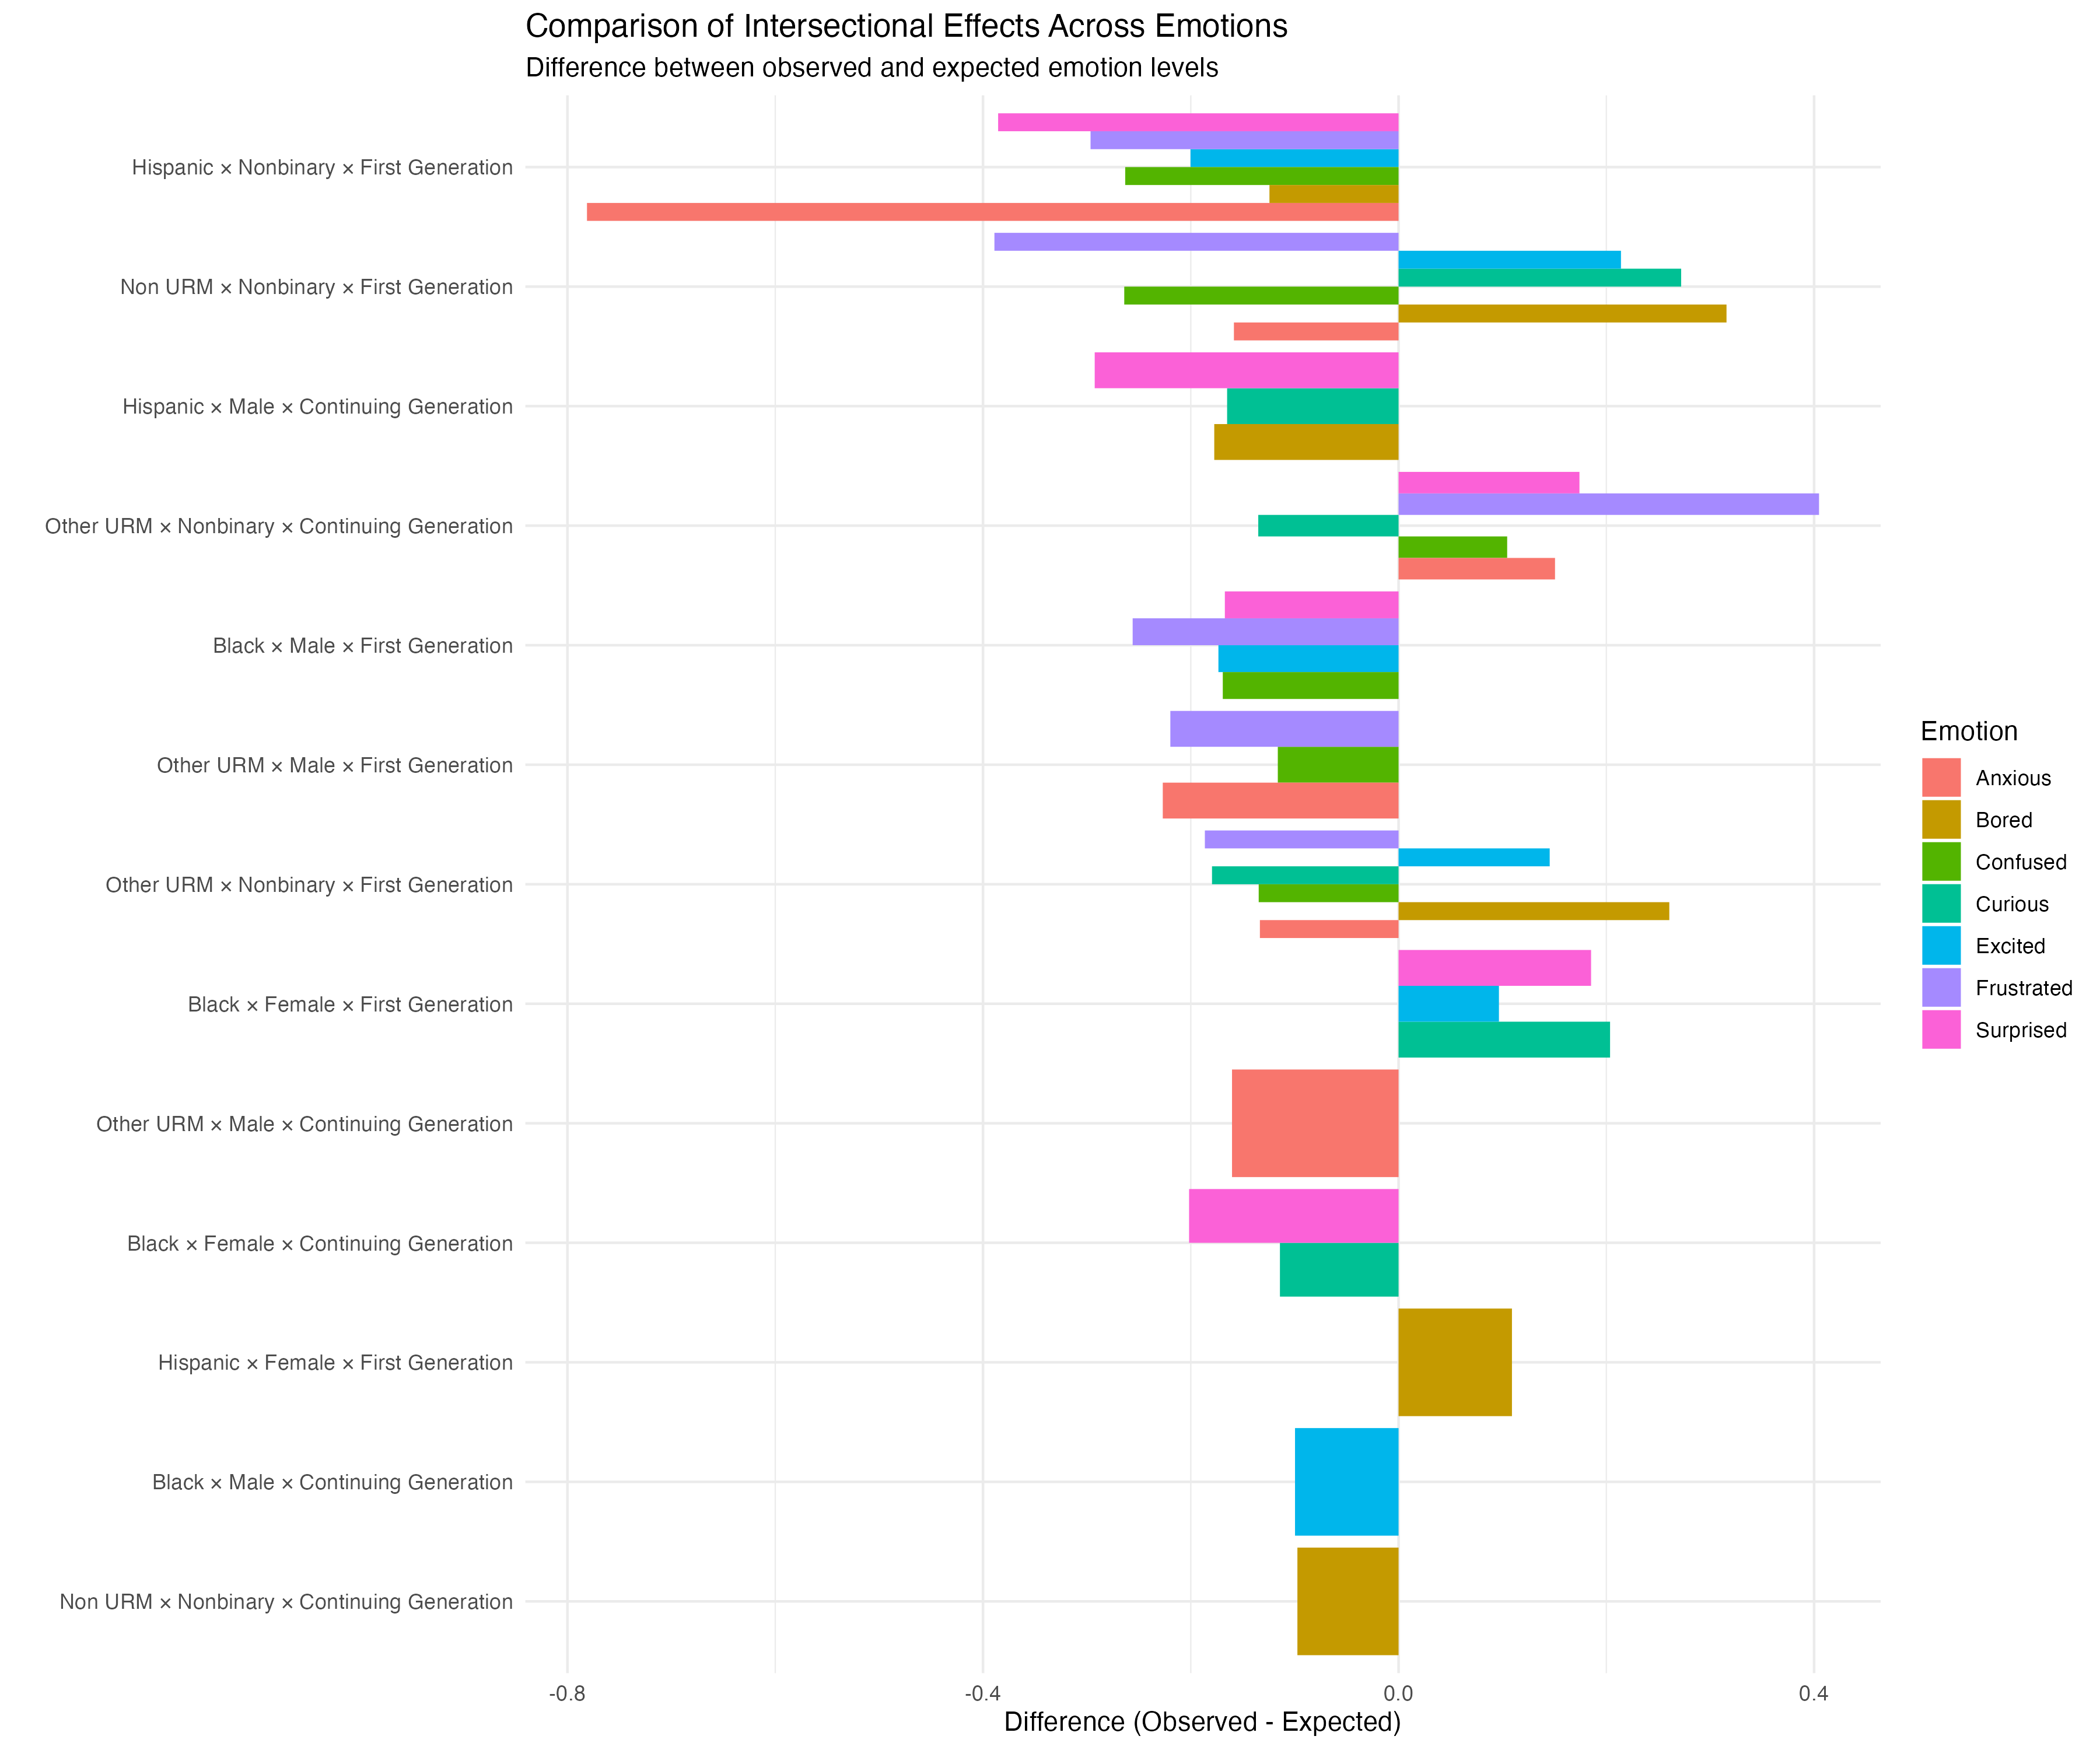 Comparison of Intersectional Effects Across Emotions
Difference between observed and expected emotion levels
Hispanic × Nonbinary × First Generation
Non URM × Nonbinary × First Generation
Hispanic × Male × Continuing Generation
Other URM × Nonbinary × Continuing Generation
Black × Male × First Generation
Other URM × Male × First Generation
Other URM × Nonbinary × First Generation
Black × Female × First Generation
Other URM × Male × Continuing Generation
Black × Female × Continuing Generation
Hispanic × Female × First Generation
Black × Male × Continuing Generation
Non URM × Nonbinary × Continuing Generation
-0.8
-0.4
0.0
0.4
Difference (Observed - Expected)
Emotion
Anxious
Bored
Confused
Curious
Excited
Frustrated
Surprised